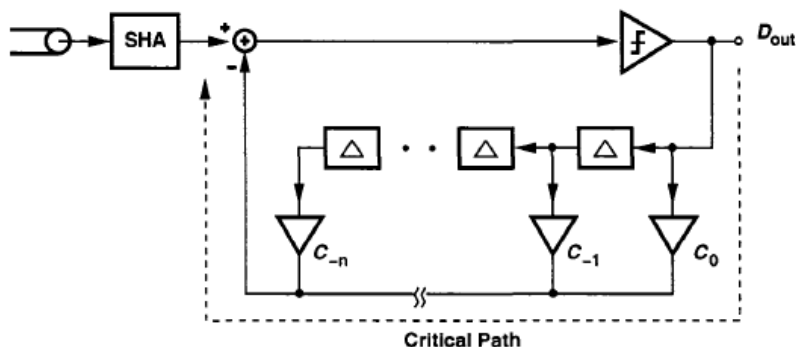 SHA
+
+
-
D_out
Δ
Δ
Δ
C_-n
C_-1
C_0
Critical Path